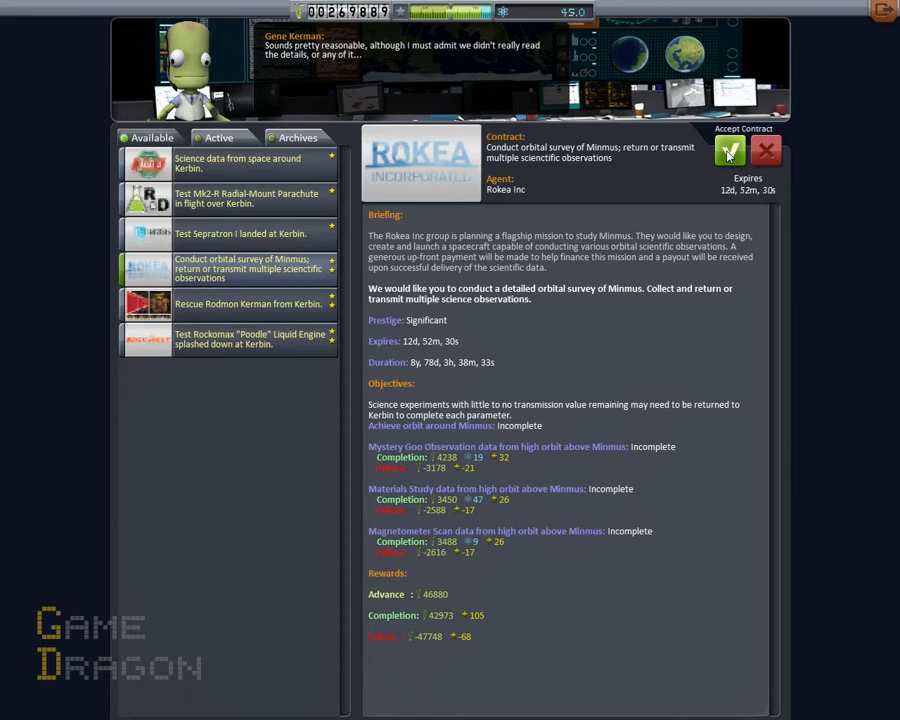 00269889
45.0
Gene Kerman:
Sounds pretty reasonable, although I must admit we didn't really read
the details, or any of it...
Available
Active
Archives
Science data from space around
Kerbin.
Test Mk2-R Radial-Mount Parachute
in flight over Kerbin.
Test Sepratron I landed at Kerbin.
Conduct orbital survey of Minmus;
return or transmit multiple scienctific
observations
Rescue Rodmon Kerman from Kerbin.
Test Rockomax "Poodle" Liquid Engine
splashed down at Kerbin.
ROKEA
INCORPORATED
Contract:
Conduct orbital survey of Minmus; return or transmit
multiple scienctific observations
Agent:
Rokea Inc
Accept Contract
Expires
12d, 52m, 30s
Briefing:
The Rokea Inc group is planning a flagship mission to study Minmus. They would like you to design,
create and launch a spacecraft capable of conducting various orbital scientific observations. A
generous up-front payment will be made to help finance this mission and a payout will be received
upon successful delivery of the scientific data.
We would like you to conduct a detailed orbital survey of Minmus. Collect and return or
transmit multiple science observations.
Prestige: Significant
Expires: 12d, 52m, 30s
Duration: 8y, 78d, 3h, 38m, 33s
Objectives:
Science experiments with little to no transmission value remaining may need to be returned to
Kerbin to complete each parameter.
Achieve orbit around Minmus: Incomplete
Mystery Goo Observation data from high orbit above Minmus: Incomplete
Completion: 4238 19 32
Failure: -3178 -21
Materials Study data from high orbit above Minmus: Incomplete
Completion: 3450 47 26
Failure: -2588 -17
Magnetometer Scan data from high orbit above Minmus: Incomplete
Completion: 3488 9 26
Failure: -2616 -17
Rewards:
Advance : 46880
Completion: 42973 105
Failure: -47748 -68
GAME
DRAGON